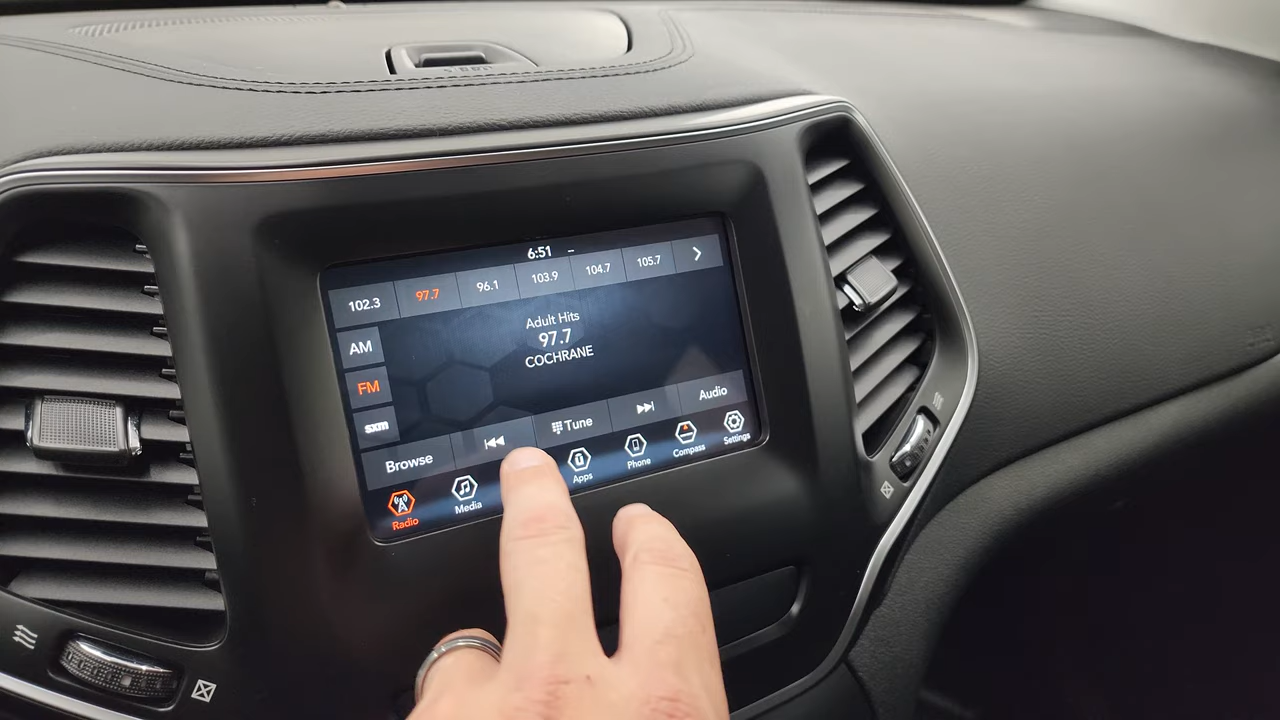 6:51
102.3 97.7 96.1 103.9 104.7 105.7
Adult Hits
97.7
COCHRANE
AM
FM
sxm
Browse Tune Audio
Radio Media Apps Phone Compass Settings